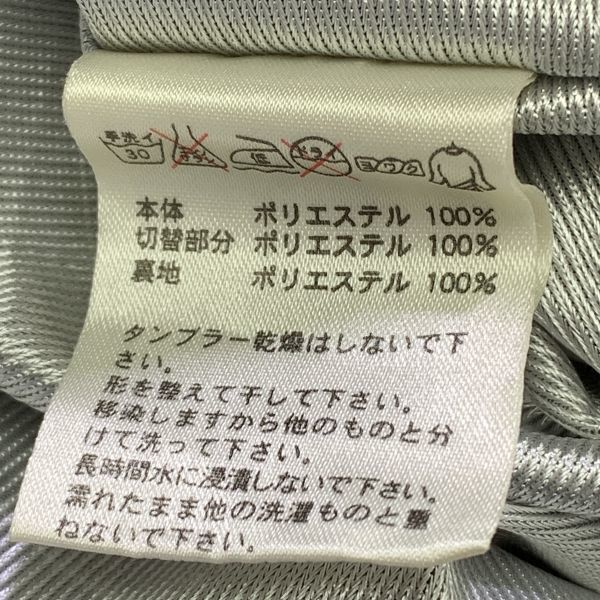 手洗イ 30 エンソサラシ 低 ドライ ヨワク
本体 ポリエステル 100%
切替部分 ポリエステル 100%
裏地 ポリエステル 100%
タンブラー乾燥はしないで下
さい。
形を整えて干して下さい。
移染しますから他のものと分
けて洗って下さい。
長時間水に浸漬しないで下さい。
濡れたまま他の洗濯ものと重
ねないで下さい。